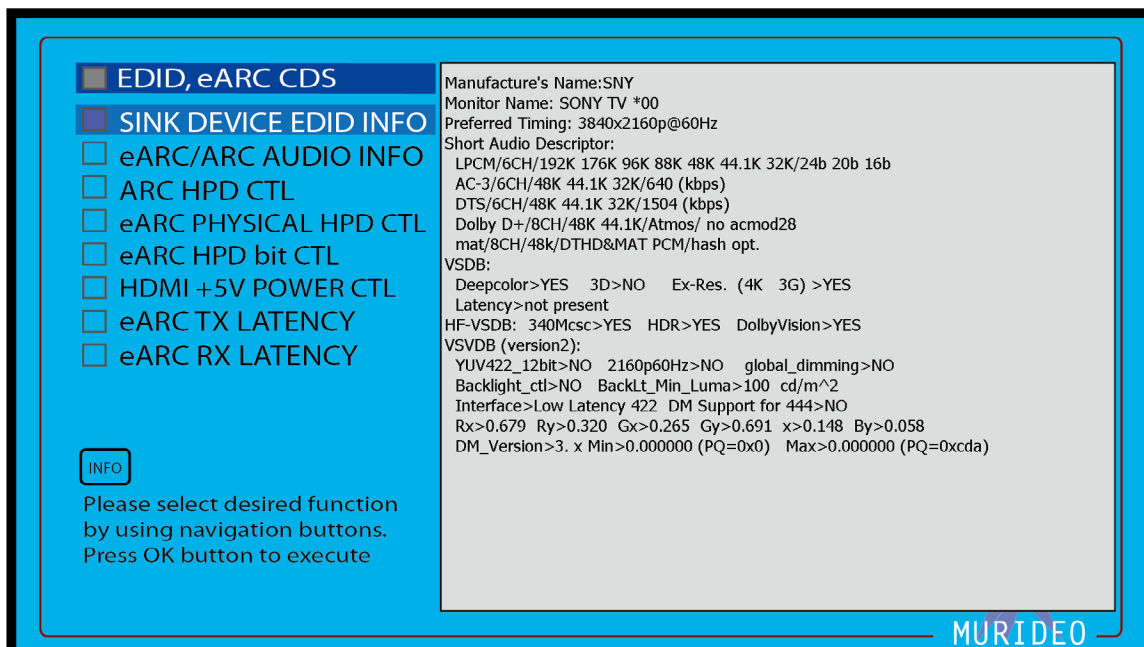 EDID, eARC CDS
SINK DEVICE EDID INFO
eARC/ARC AUDIO INFO
ARC HPD CTL
eARC PHYSICAL HPD CTL
eARC HPD bit CTL
HDMI +5V POWER CTL
eARC TX LATENCY
eARC RX LATENCY
INFO
Please select desired function
by using navigation buttons.
Press OK button to execute
Manufacture's Name:SNY
Monitor Name: SONY TV *00
Preferred Timing: 3840x2160p@60Hz
Short Audio Descriptor:
LPCM/6CH/192K 176K 96K 88K 48K 44.1K 32K/24b 20b 16b
AC-3/6CH/48K 44.1K 32K/640 (kbps)
DTS/6CH/48K 44.1K 32K/1504 (kbps)
Dolby D+/8CH/48K 44.1K/Atmos/ no acmod28
mat/8CH/48k/DTHD&MAT PCM/hash opt.
VSDB:
Deepcolor>YES 3D>NO Ex-Res. (4K 3G) >YES
Latency>not present
HF-VSDB: 340Mcsc>YES HDR>YES DolbyVision>YES
VSVDB (version2):
YUV422_12bit>NO 2160p60Hz>NO global_dimming>NO
Backlight_ctl>NO BackLt_Min_Luma>100 cd/m^2
Interface>Low Latency 422 DM Support for 444>NO
Rx>0.679 Ry>0.320 Gx>0.265 Gy>0.691 x>0.148 By>0.058
DM_Version>3. x Min>0.000000 (PQ=0x0) Max>0.000000 (PQ=0xcda)
MURIDEO